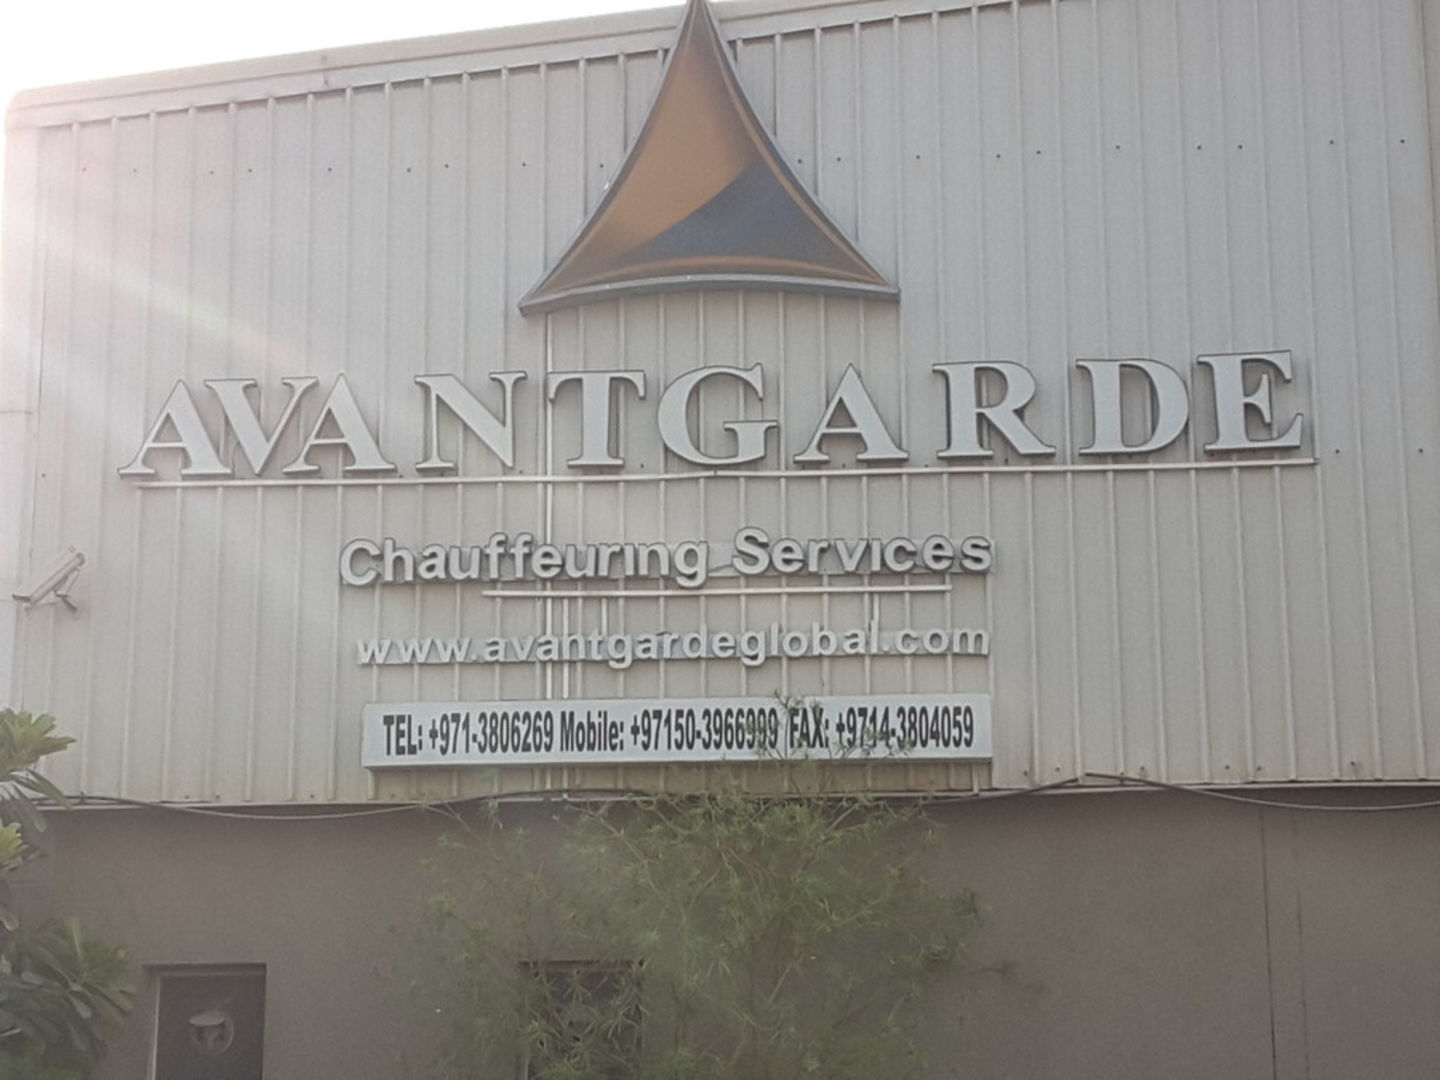 AVANTGARDE
Chauffeuring Services
www.avantgardeglobal.com
TEL: +971-3806269 Mobile: +97150-3966999 FAX: +9714-3804059